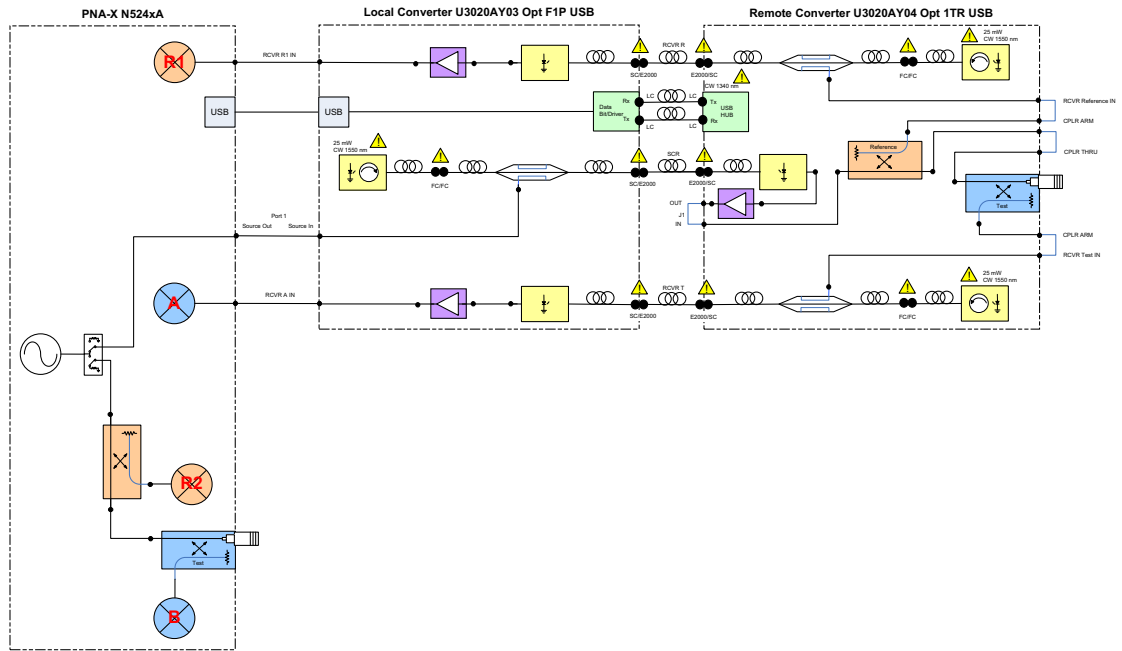 PNA-X N524xA
Local Converter U3020AY03 Opt F1P USB
Remote Converter U3020AY04 Opt 1TR USB
R1
RCVR R1 IN
SC/E2000
RCVR R
E2000/SC
FC/FC
25 mW
CW 1550 nm
USB
USB
Rx
Data
Bit/Driver
Tx
LC
LC
LC
LC
CW 1340 nm
Tx
USB
HUB
Rx
RCVR Reference IN
CPLR ARM
25 mW
CW 1550 nm
FC/FC
SC/E2000
SCR
E2000/SC
Reference
CPLR THRU
Test
OUT
J1
IN
Port 1
Source Out
Source In
CPLR ARM
RCVR Test IN
A
RCVR A IN
SC/E2000
RCVR T
E2000/SC
FC/FC
25 mW
CW 1550 nm
R2
Test
B